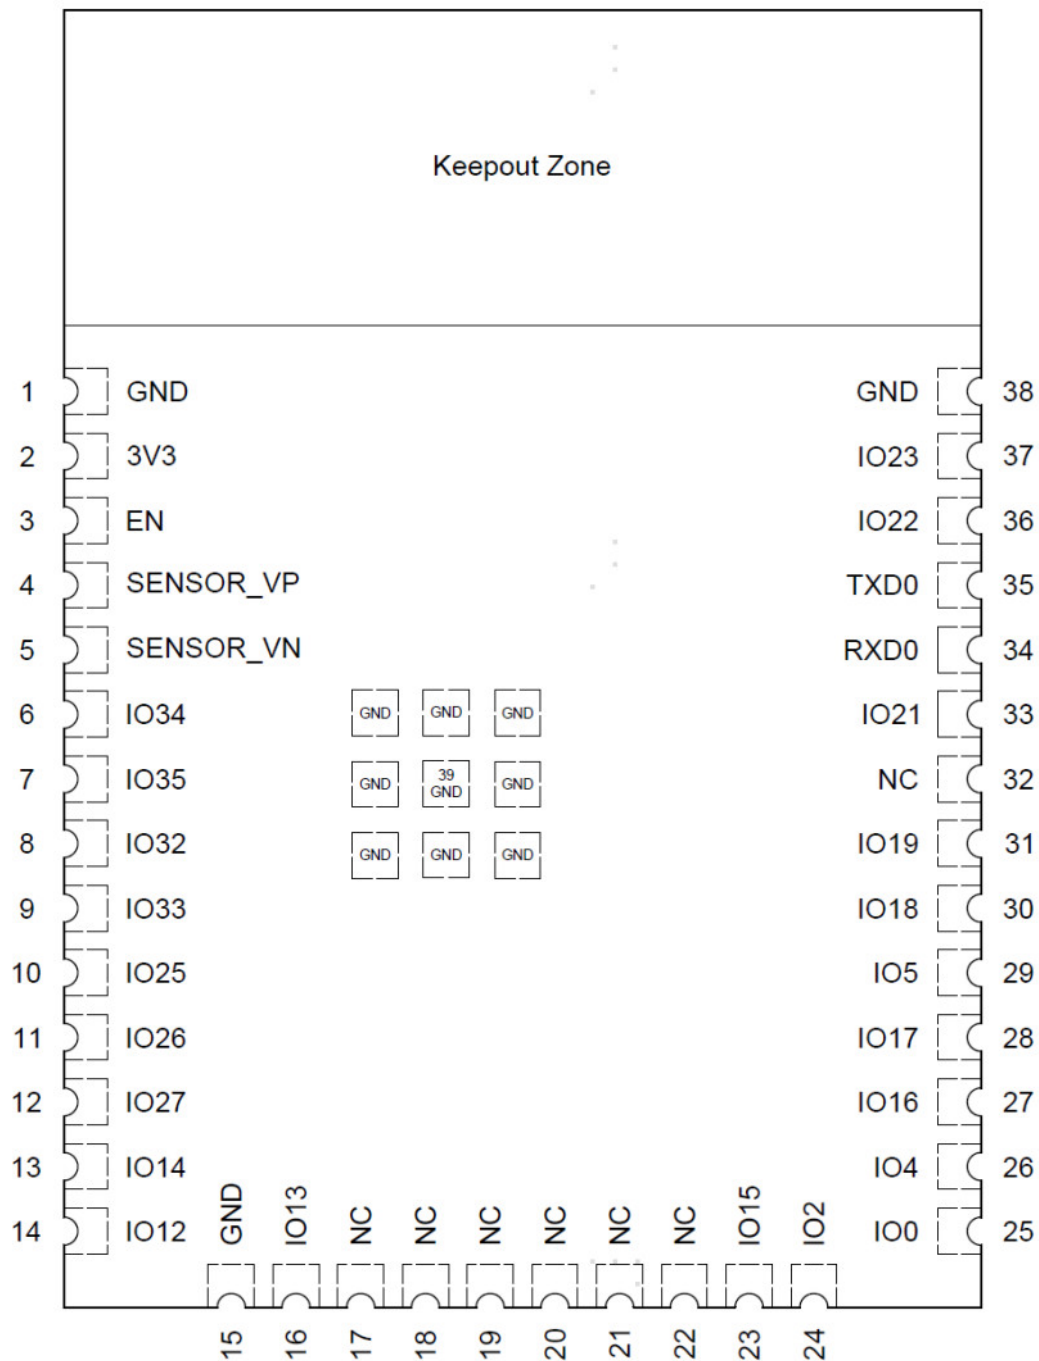 Keepout Zone
1 GND GND 38
2 3V3 IO23 37
3 EN IO22 36
4 SENSOR_VP TXD0 35
5 SENSOR_VN RXD0 34
6 IO34 GND GND GND IO21 33
7 IO35 GND 39 GND GND NC 32
8 IO32 GND GND GND IO19 31
9 IO33 IO18 30
10 IO25 IO5 29
11 IO26 IO17 28
12 IO27 IO16 27
13 IO14 IO4 26
14 IO12 GND IO13 NC NC NC NC NC NC IO15 IO2 IO0 25
15 16 17 18 19 20 21 22 23 24